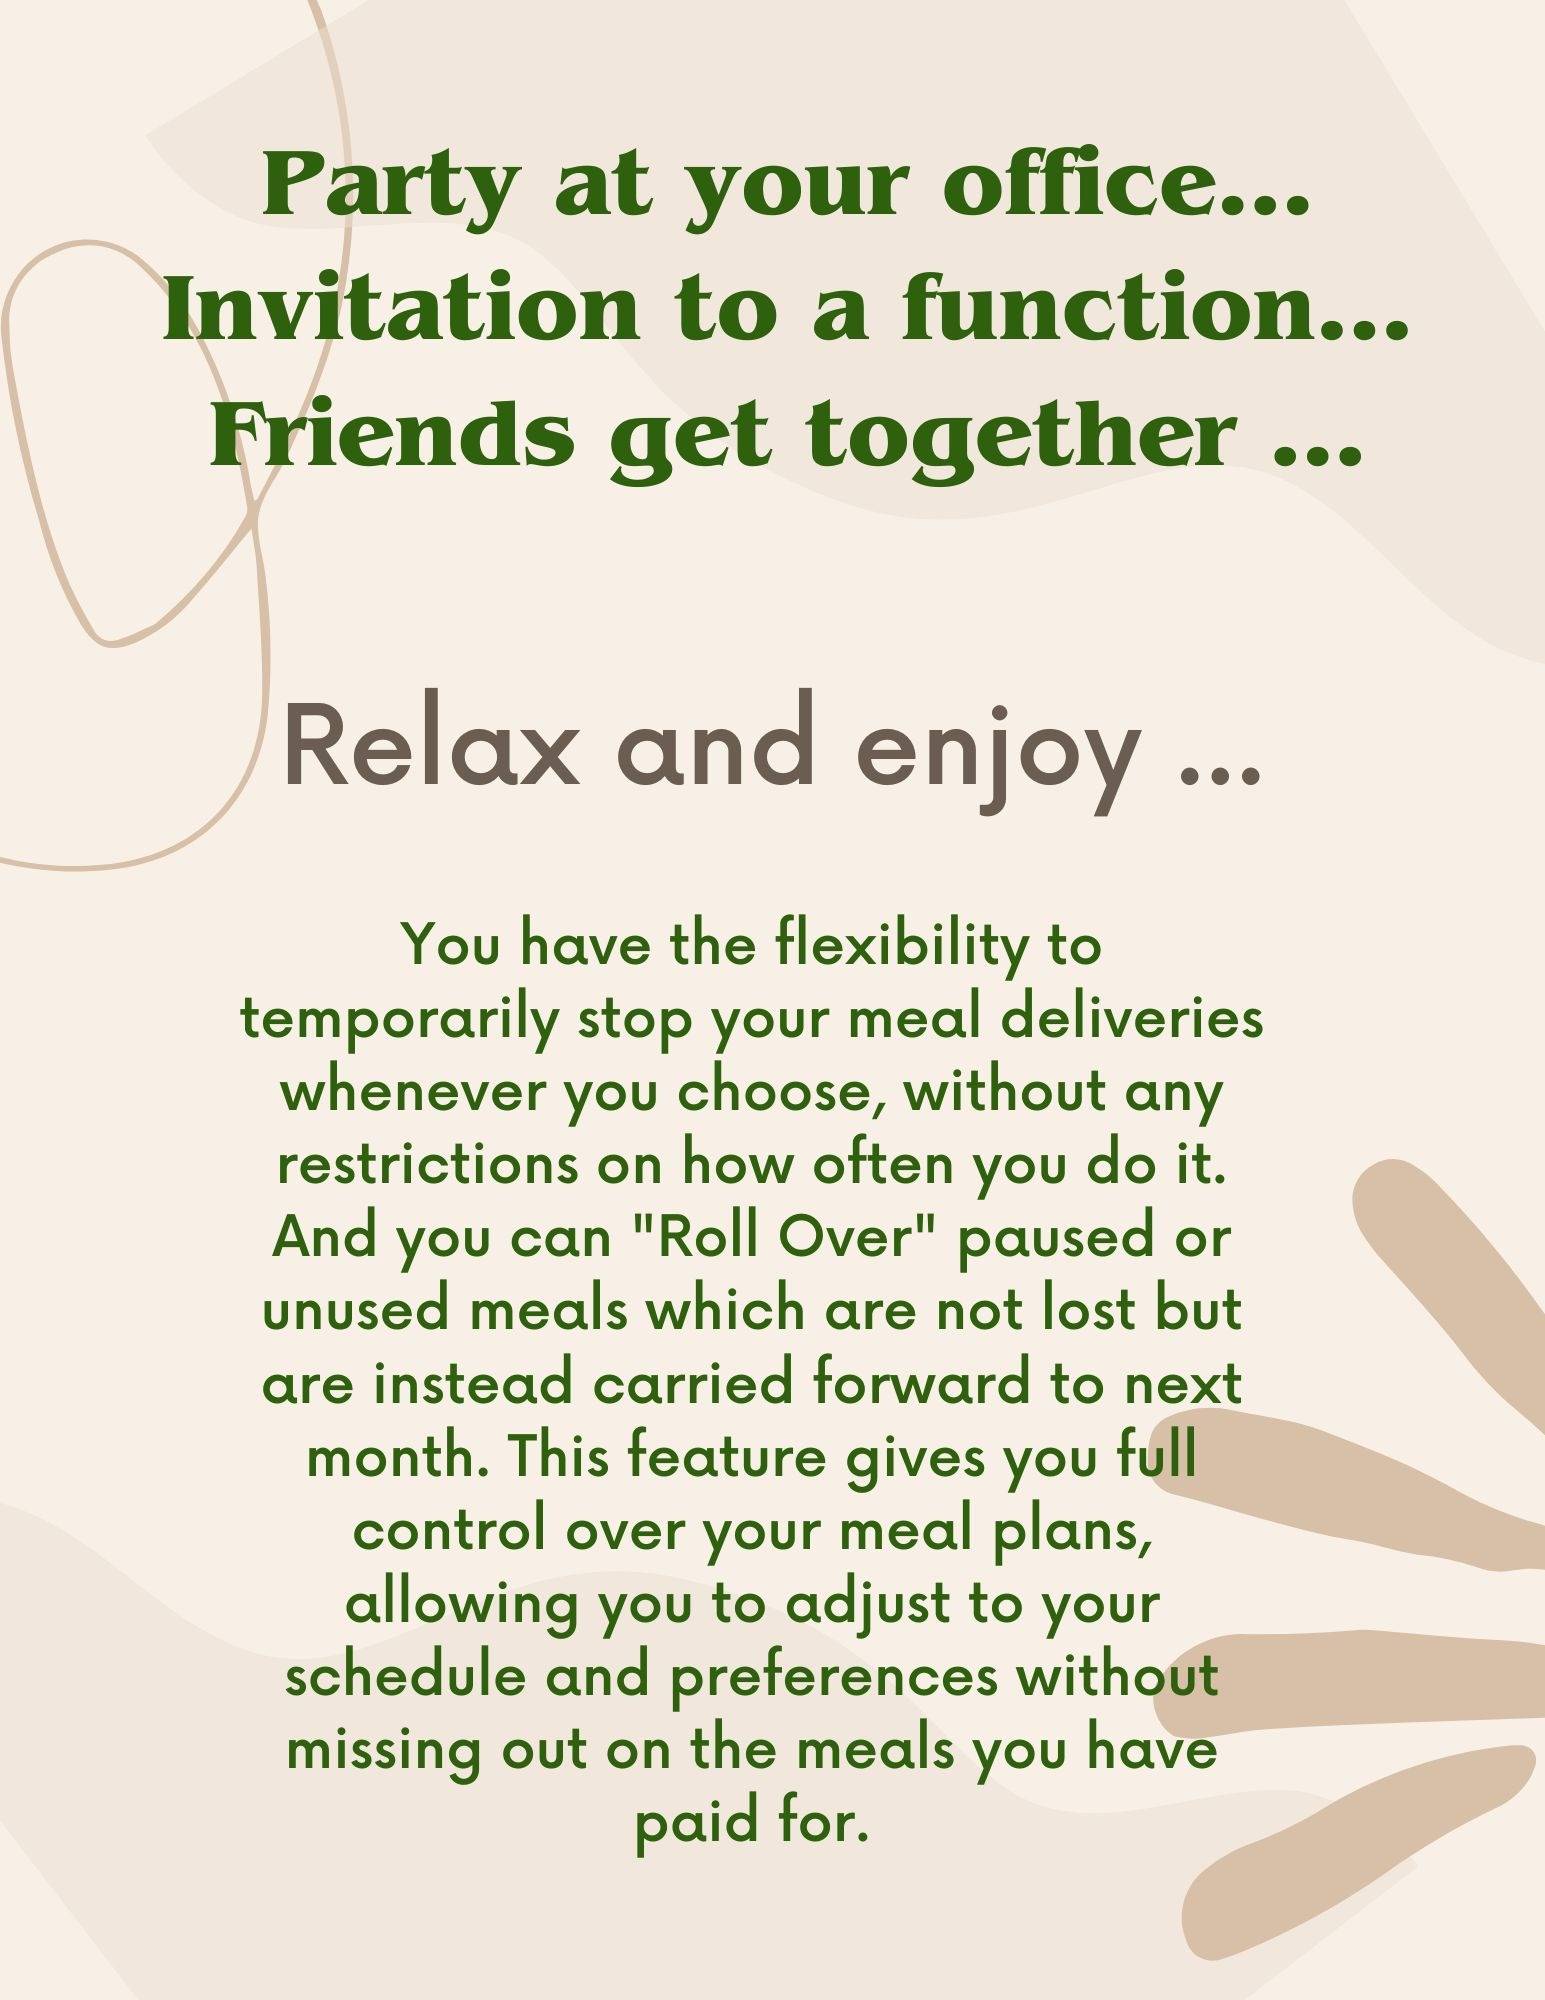 Party at your office...
Invitation to a function...
Friends get together ...
Relax and enjoy ...
You have the flexibility to
temporarily stop your meal deliveries
whenever you choose, without any
restrictions on how often you do it.
And you can "Roll Over" paused or
unused meals which are not lost but
are instead carried forward to next
month. This feature gives you full
control over your meal plans,
allowing you to adjust to your
schedule and preferences without
missing out on the meals you have
paid for.